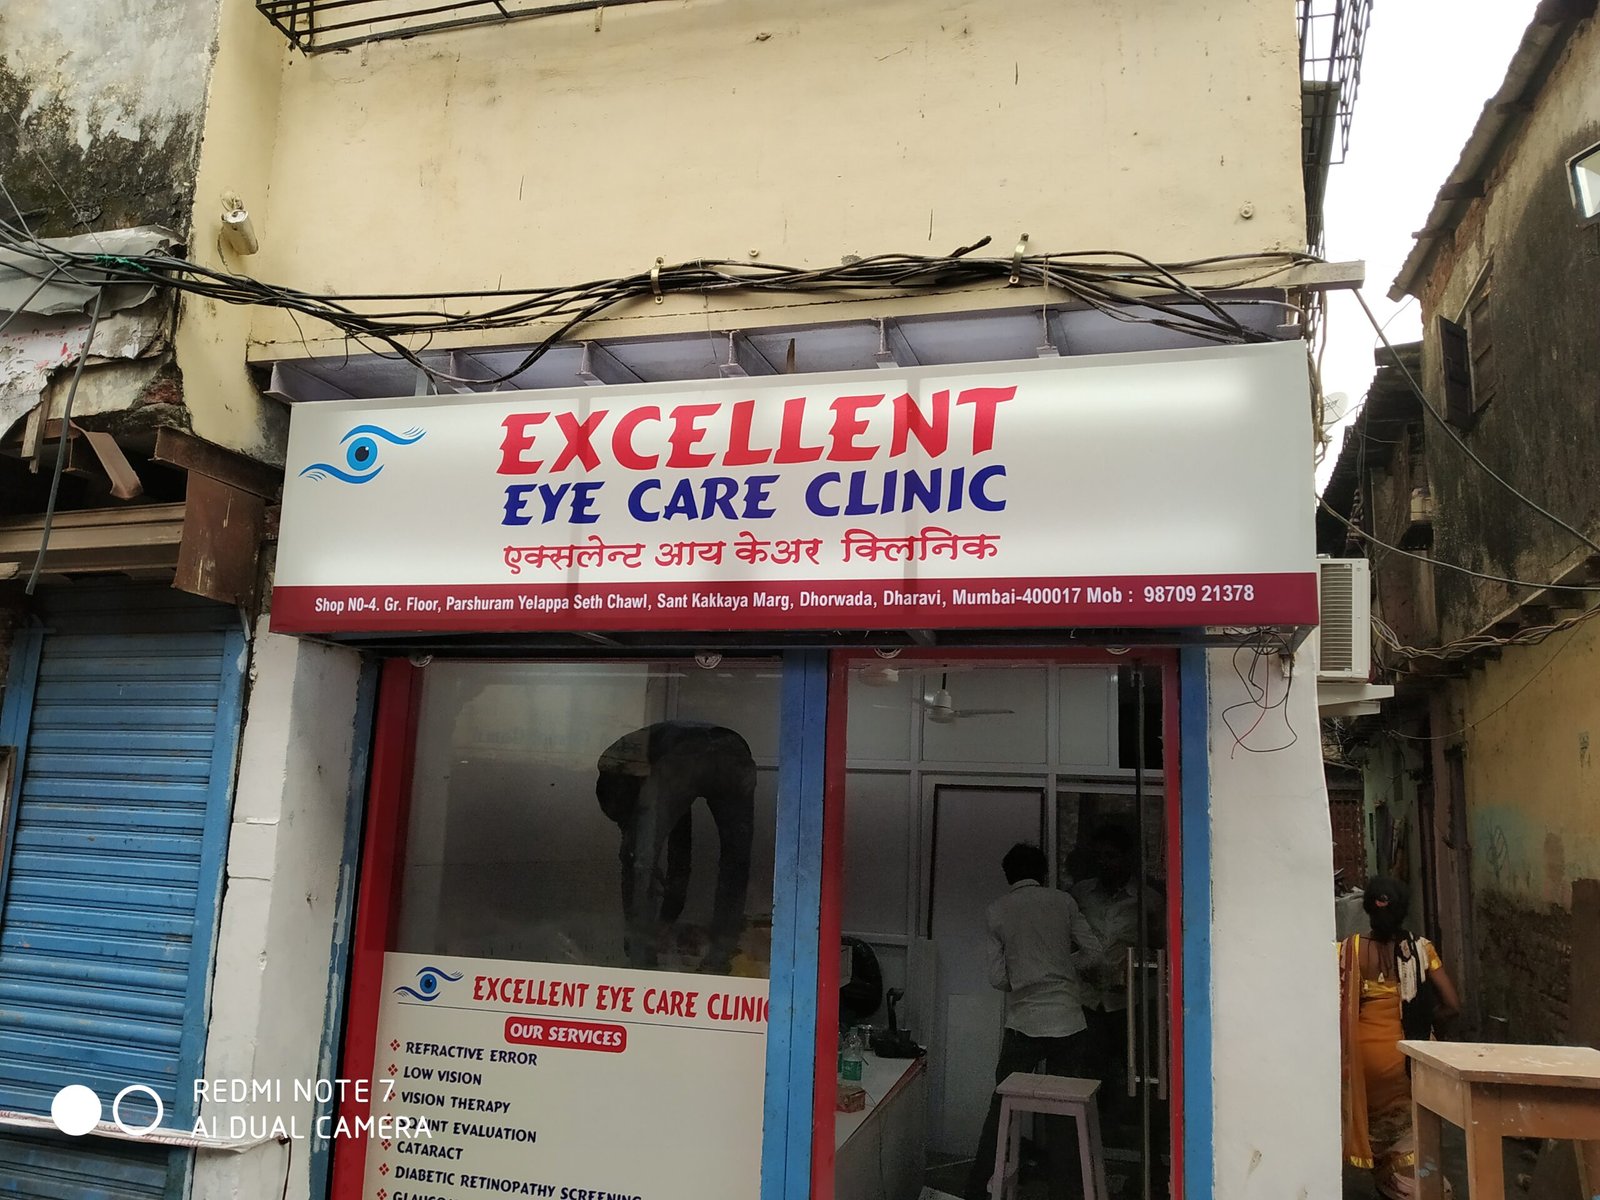 EXCELLENT
EYE CARE CLINIC
एक्सलेन्ट आय केअर क्लिनिक
Shop N0-4. Gr. Floor, Parshuram Yelappa Seth Chawl, Sant Kakkaya Marg, Dhorwada, Dharavi, Mumbai-400017 Mob : 98709 21378
EXCELLENT EYE CARE CLINIC
OUR SERVICES
REFRACTIVE ERROR
LOW VISION
VISION THERAPY
EVALUATION
CATARACT
DIABETIC RETINOPATHY SCREENING
REDMI NOTE 7
AI DUAL CAMERA